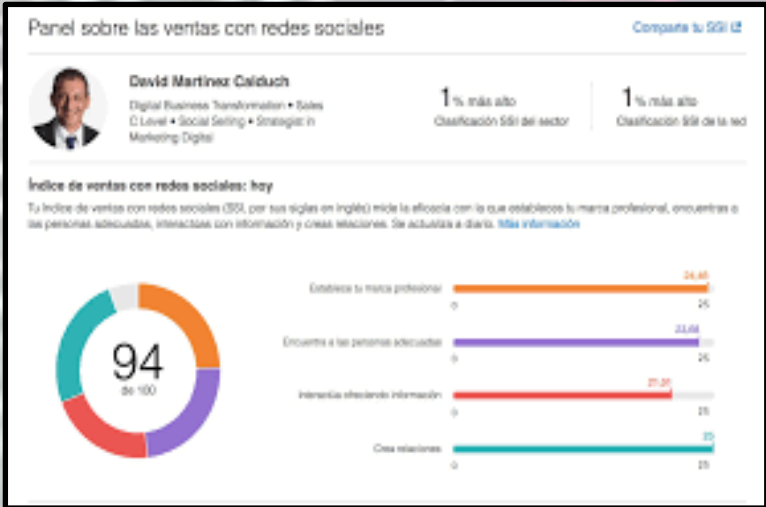 Panel sobre las ventas con redes sociales
Comparte tu SSI
David Martinez Calduch
Digital Business Transformation • Sales
C Level • Social Selling • Strategist in
Marketing Digital
1% más alto
Clasificación SSI del sector
1% más alto
Clasificación SSI de la red
Índice de ventas con redes sociales: hoy
Tu índice de ventas con redes sociales (SSI, por sus siglas en inglés) mide la eficacia con la que estableces tu marca profesional, encuentras a
las personas adecuadas, interactúas con información y creas relaciones. Se actualiza a diario. Más información
94
de 100
Establece tu marca profesional
0
25
Encuentra a las personas adecuadas
0
25
Interactúa ofreciendo información
0
25
Crea relaciones
25
0
25